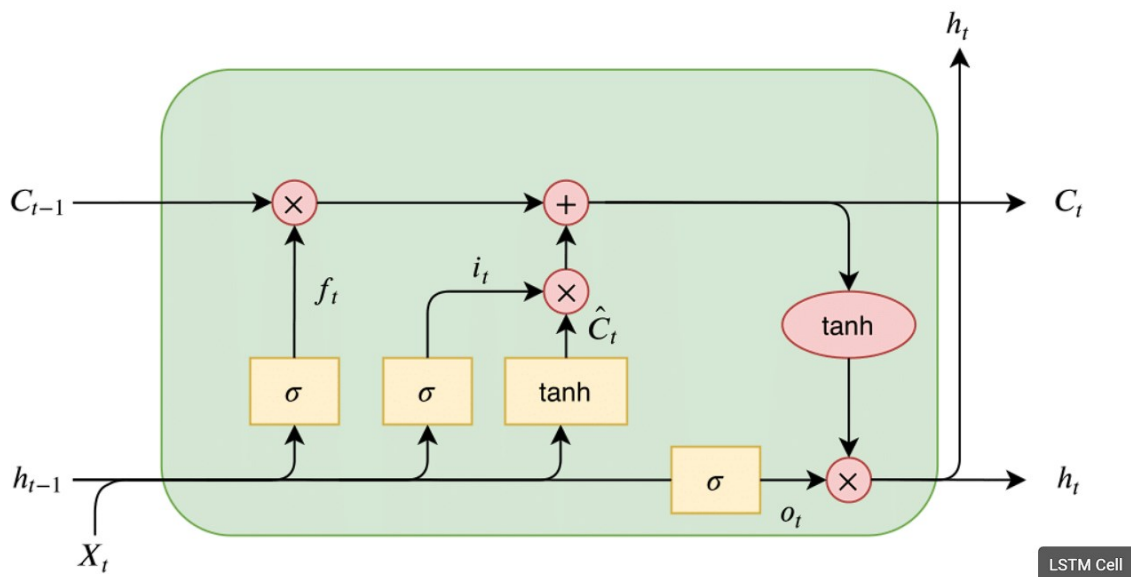 h_t
C_{t-1}
×
+
C_t
f_t
i_t
×
Ĉ_t
tanh
σ
σ
tanh
h_{t-1}
σ
o_t
×
h_t
X_t
LSTM Cell